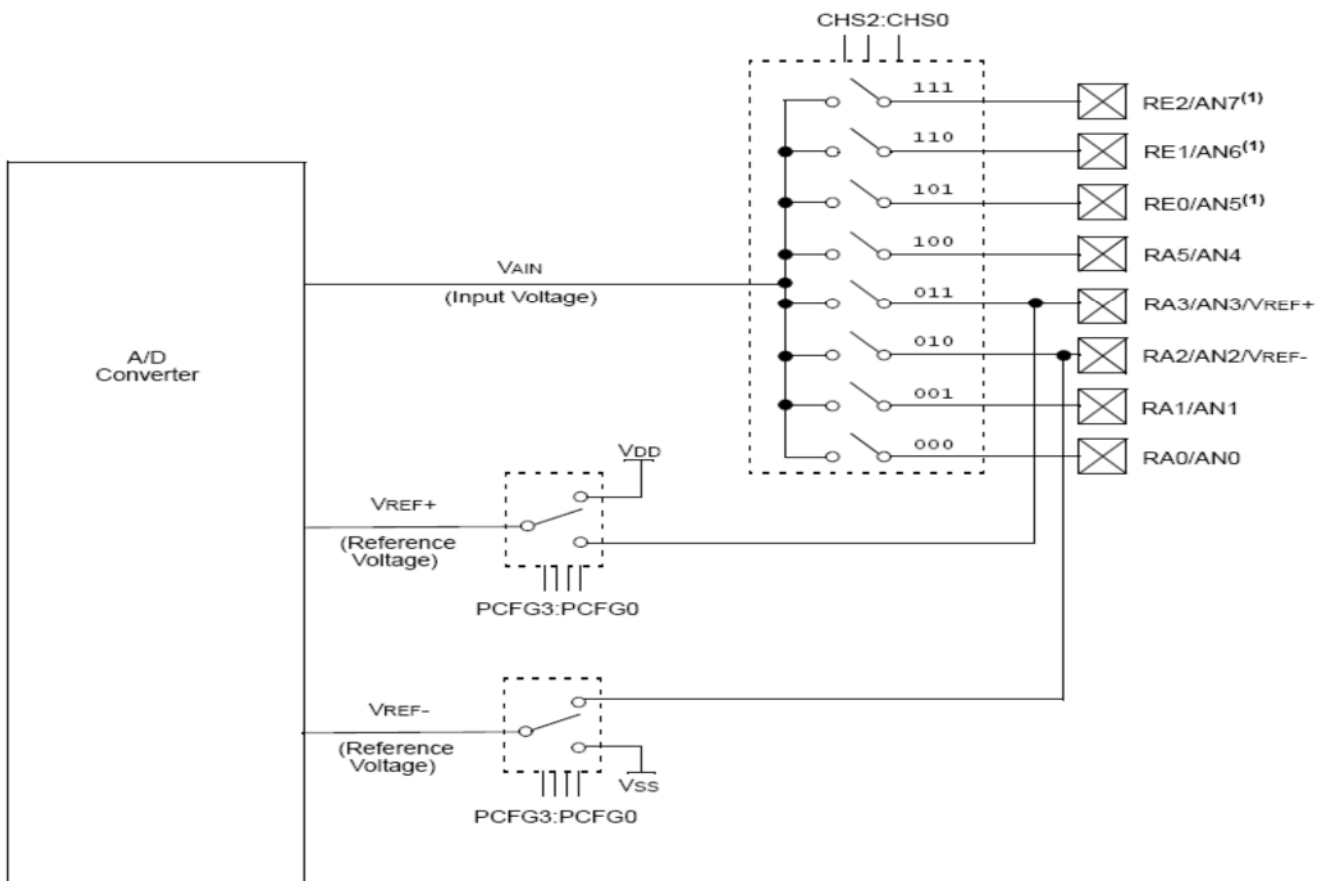 CHS2:CHS0
111
RE2/AN7(1)
110
RE1/AN6(1)
101
RE0/AN5(1)
100
RA5/AN4
VAIN
(Input Voltage)
011
RA3/AN3/VREF+
010
RA2/AN2/VREF-
A/D
Converter
001
RA1/AN1
000
RA0/AN0
VDD
VREF+
(Reference
Voltage)
PCFG3:PCFG0
VREF-
(Reference
Voltage)
VSS
PCFG3:PCFG0